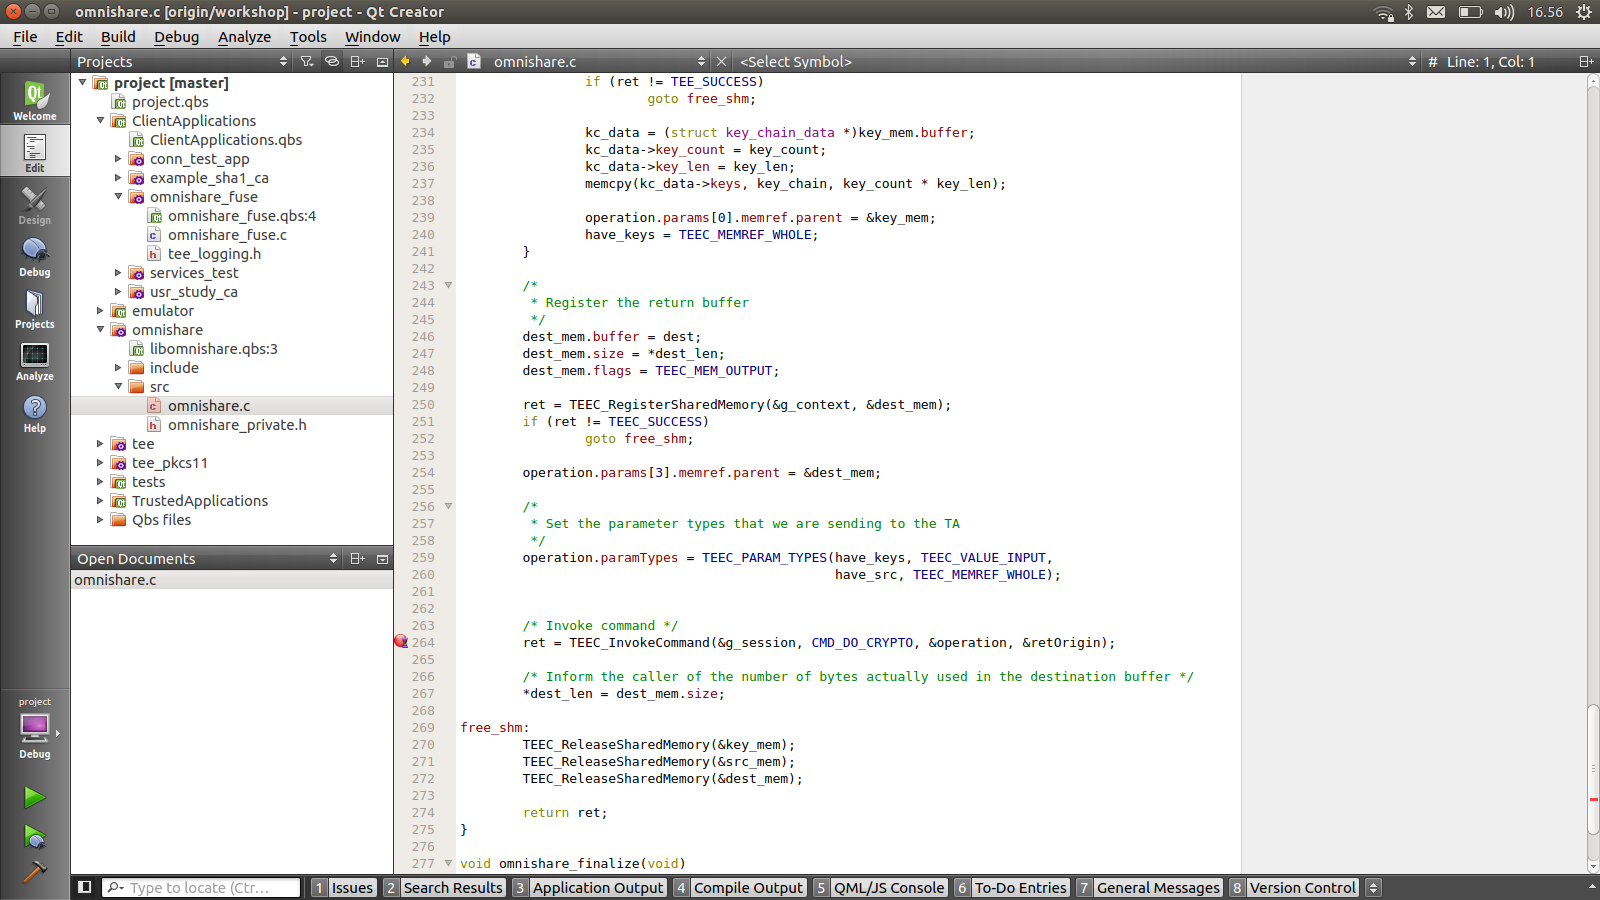 omnishare.c [origin/workshop] - project - Qt Creator
16.56
File Edit Build Debug Analyze Tools Window Help
Projects
omnishare.c
<Select Symbol>
# Line: 1, Col: 1
Welcome
Edit
Design
Debug
Projects
Analyze
Help
project
Debug
project [master]
project.qbs
ClientApplications
ClientApplications.qbs
conn_test_app
example_sha1_ca
omnishare_fuse
omnishare_fuse.qbs:4
omnishare_fuse.c
tee_logging.h
services_test
usr_study_ca
emulator
omnishare
libomnishare.qbs:3
include
src
omnishare.c
omnishare_private.h
tee
tee_pkcs11
tests
TrustedApplications
Qbs files
Open Documents
omnishare.c
231 if (ret != TEE_SUCCESS)
232 goto free_shm;
233
234 kc_data = (struct key_chain_data *)key_mem.buffer;
235 kc_data->key_count = key_count;
236 kc_data->key_len = key_len;
237 memcpy(kc_data->keys, key_chain, key_count * key_len);
238
239 operation.params[0].memref.parent = &key_mem;
240 have_keys = TEEC_MEMREF_WHOLE;
241 }
242
243 /*
244 * Register the return buffer
245 */
246 dest_mem.buffer = dest;
247 dest_mem.size = *dest_len;
248 dest_mem.flags = TEEC_MEM_OUTPUT;
249
250 ret = TEEC_RegisterSharedMemory(&g_context, &dest_mem);
251 if (ret != TEEC_SUCCESS)
252 goto free_shm;
253
254 operation.params[3].memref.parent = &dest_mem;
255
256 /*
257 * Set the parameter types that we are sending to the TA
258 */
259 operation.paramTypes = TEEC_PARAM_TYPES(have_keys, TEEC_VALUE_INPUT,
260 have_src, TEEC_MEMREF_WHOLE);
261
262
263 /* Invoke command */
264 ret = TEEC_InvokeCommand(&g_session, CMD_DO_CRYPTO, &operation, &retOrigin);
265
266 /* Inform the caller of the number of bytes actually used in the destination buffer */
267 *dest_len = dest_mem.size;
268
269 free_shm:
270 TEEC_ReleaseSharedMemory(&key_mem);
271 TEEC_ReleaseSharedMemory(&src_mem);
272 TEEC_ReleaseSharedMemory(&dest_mem);
273
274 return ret;
275 }
276
277 void omnishare_finalize(void)
Type to locate (Ctr...
1 Issues 2 Search Results 3 Application Output 4 Compile Output 5 QML/JS Console 6 To-Do Entries 7 General Messages 8 Version Control